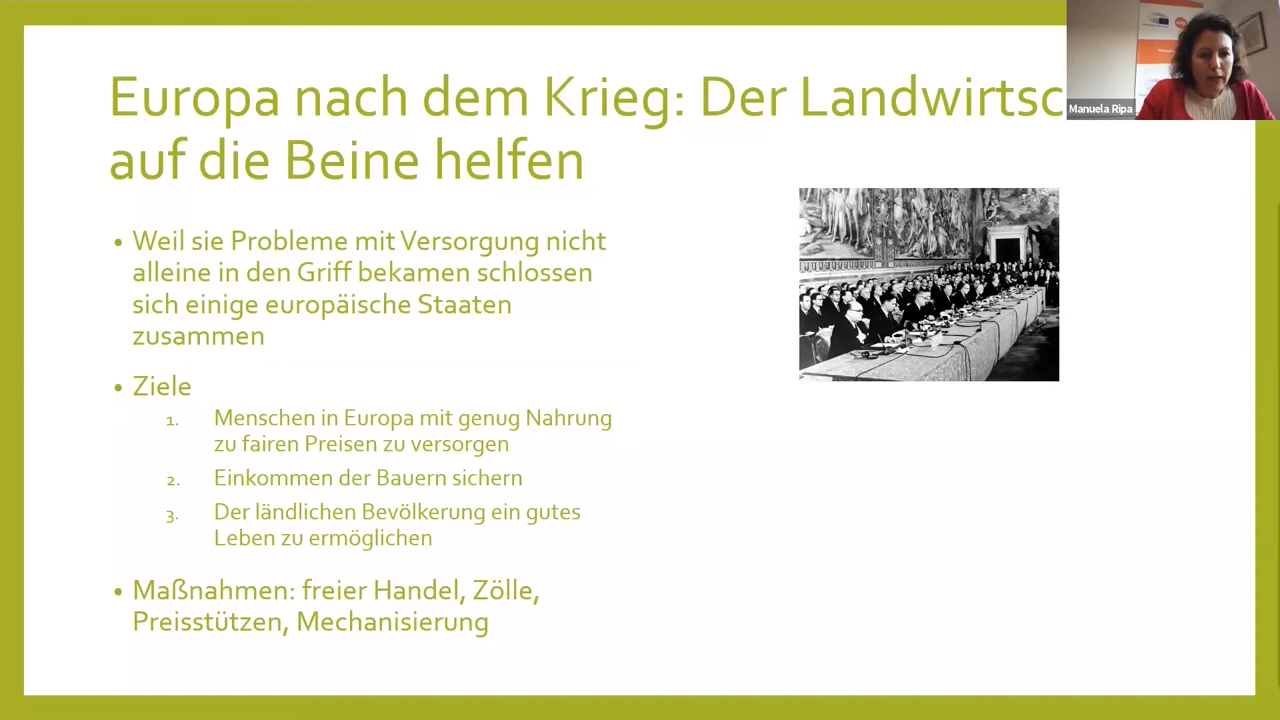 Europa nach dem Krieg: Der Landwirtsc
auf die Beine helfen
Manuela Ripa
• Weil sie Probleme mit Versorgung nicht
alleine in den Griff bekamen schlossen
sich einige europäische Staaten
zusammen
• Ziele
1. Menschen in Europa mit genug Nahrung
zu fairen Preisen zu versorgen
2. Einkommen der Bauern sichern
3. Der ländlichen Bevölkerung ein gutes
Leben zu ermöglichen
• Maßnahmen: freier Handel, Zölle,
Preisstützen, Mechanisierung